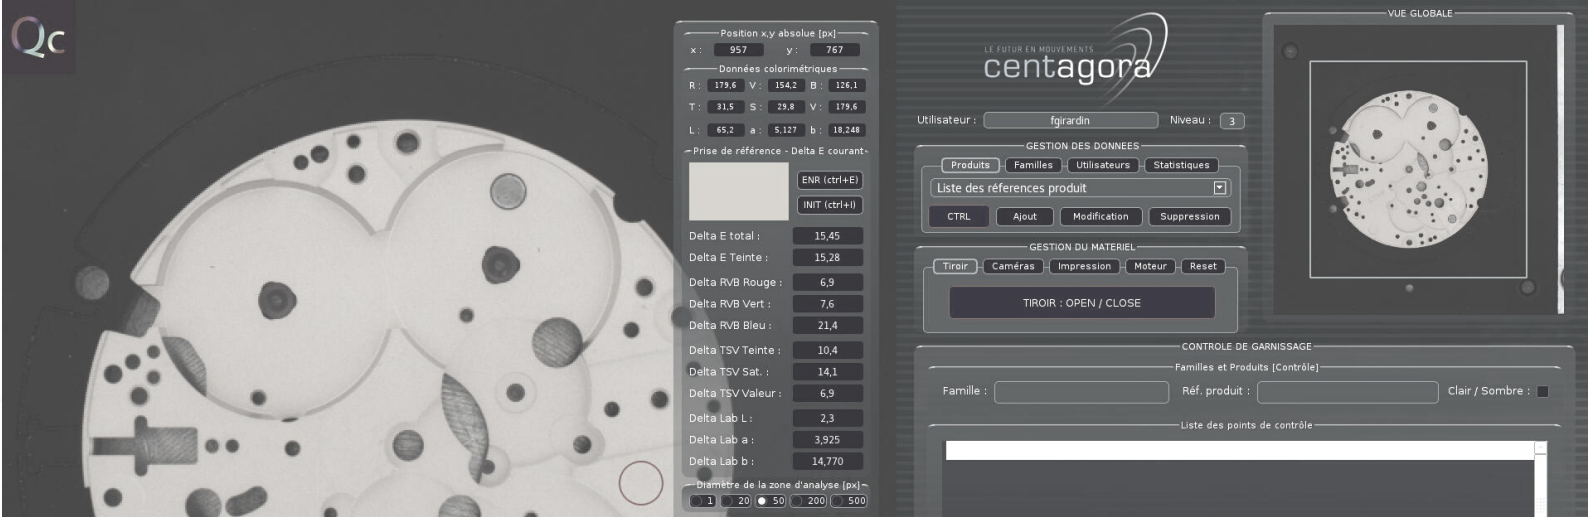 Qc
Position x,y absolue [px]
x : 957 y : 767
Données colorimétriques
R : 179,6 V : 154,2 B : 126,1
T : 31,5 S : 29,8 V : 179,6
L : 65,2 a : 5,127 b : 18,248
Prise de référence - Delta E courant
ENR (ctrl+E)
INIT (ctrl+I)
Delta E total : 15,45
Delta E Teinte : 15,28
Delta RVB Rouge : 6,9
Delta RVB Vert : 7,6
Delta RVB Bleu : 21,4
Delta TSV Teinte : 10,4
Delta TSV Sat. : 14,1
Delta TSV Valeur : 6,9
Delta Lab L : 2,3
Delta Lab a : 3,925
Delta Lab b : 14,770
Diamètre de la zone d'analyse [px]
1 20 50 200 500
LE FUTUR EN MOUVEMENTS
centagora
Utilisateur : fgirardin Niveau : 3
GESTION DES DONNEES
Produits Familles Utilisateurs Statistiques
Liste des réferences produit
CTRL Ajout Modification Suppression
GESTION DU MATERIEL
Tiroir Caméras Impression Moteur Reset
TIROIR : OPEN / CLOSE
VUE GLOBALE
CONTROLE DE GARNISSAGE
Familles et Produits [Contrôle]
Famille : Réf. produit : Clair / Sombre :
Liste des points de contrôle